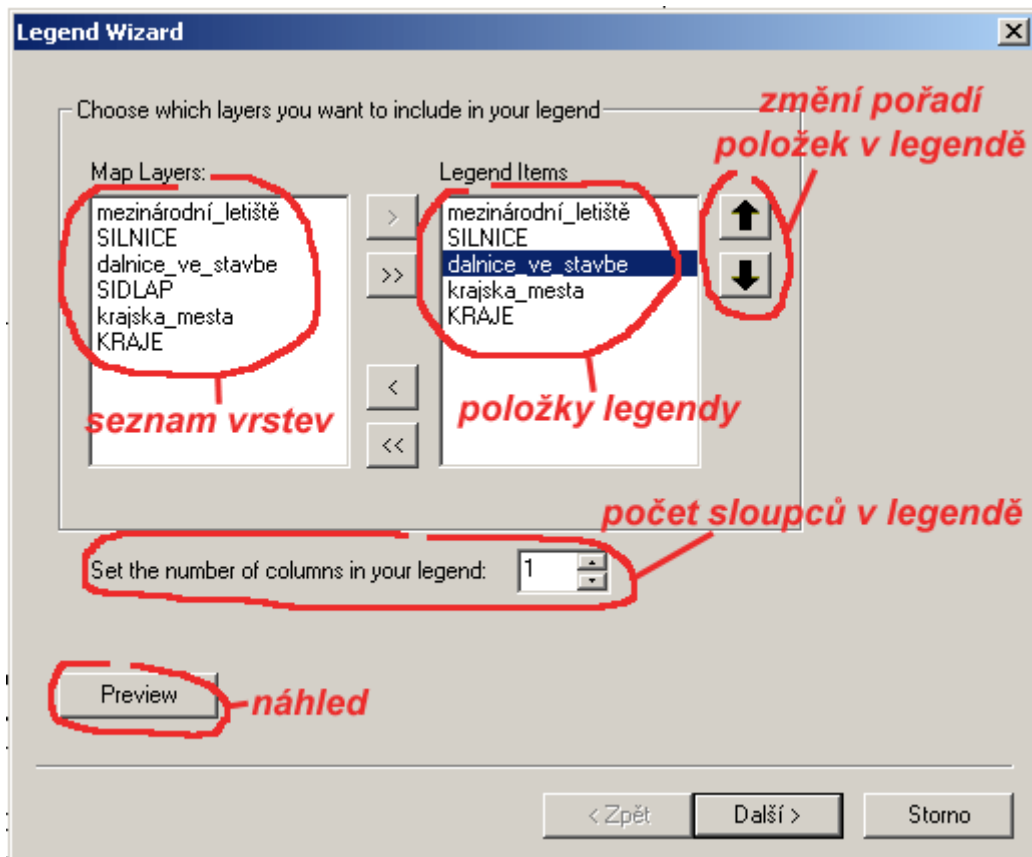 Legend Wizard
Choose which layers you want to include in your legend
změní pořadí
položek v legendě
Map Layers:
Legend Items
mezinárodní_letiště
SILNICE
dalnice_ve_stavbe
SIDLAP
krajska_mesta
KRAJE
>
>>
<
<<
mezinárodní_letiště
SILNICE
dalnice_ve_stavbe
krajska_mesta
KRAJE
seznam vrstev
položky legendy
počet sloupců v legendě
Set the number of columns in your legend:
1
Preview
náhled
< Zpět
Další >
Storno